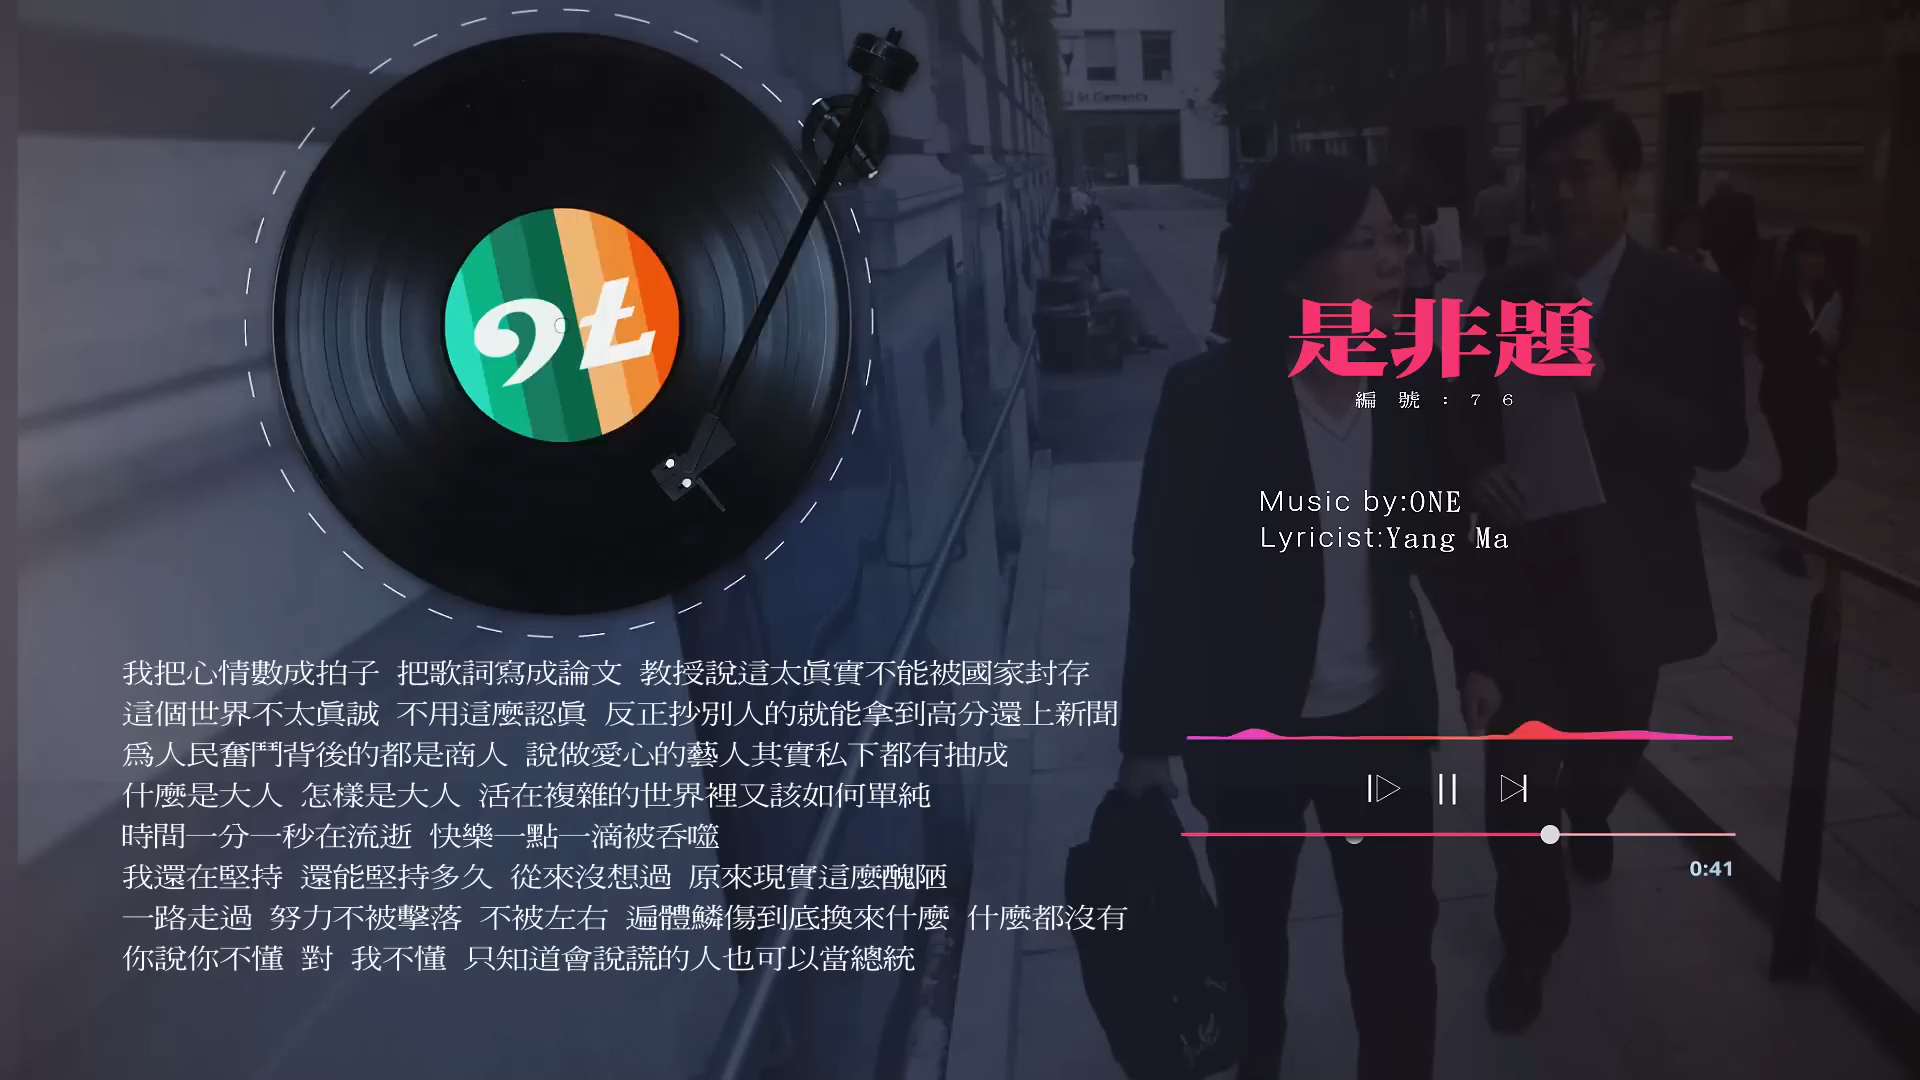 St Clement's
9t
是非題
編號:76
Music by:ONE
Lyricist:Yang Ma
我把心情數成拍子 把歌詞寫成論文 教授說這太眞實不能被國家封存
這個世界不太眞誠 不用這麼認眞 反正抄別人的就能拿到高分還上新聞
爲人民奮鬥背後的都是商人 說做愛心的藝人其實私下都有抽成
什麼是大人 怎樣是大人 活在複雜的世界裡又該如何單純
時間一分一秒在流逝 快樂一點一滴被吞噬
我還在堅持 還能堅持多久 從來沒想過 原來現實這麼醜陋
一路走過 努力不被擊落 不被左右 遍體鱗傷到底換來什麼 什麼都沒有
你說你不懂 對 我不懂 只知道會說謊的人也可以當總統
0:41